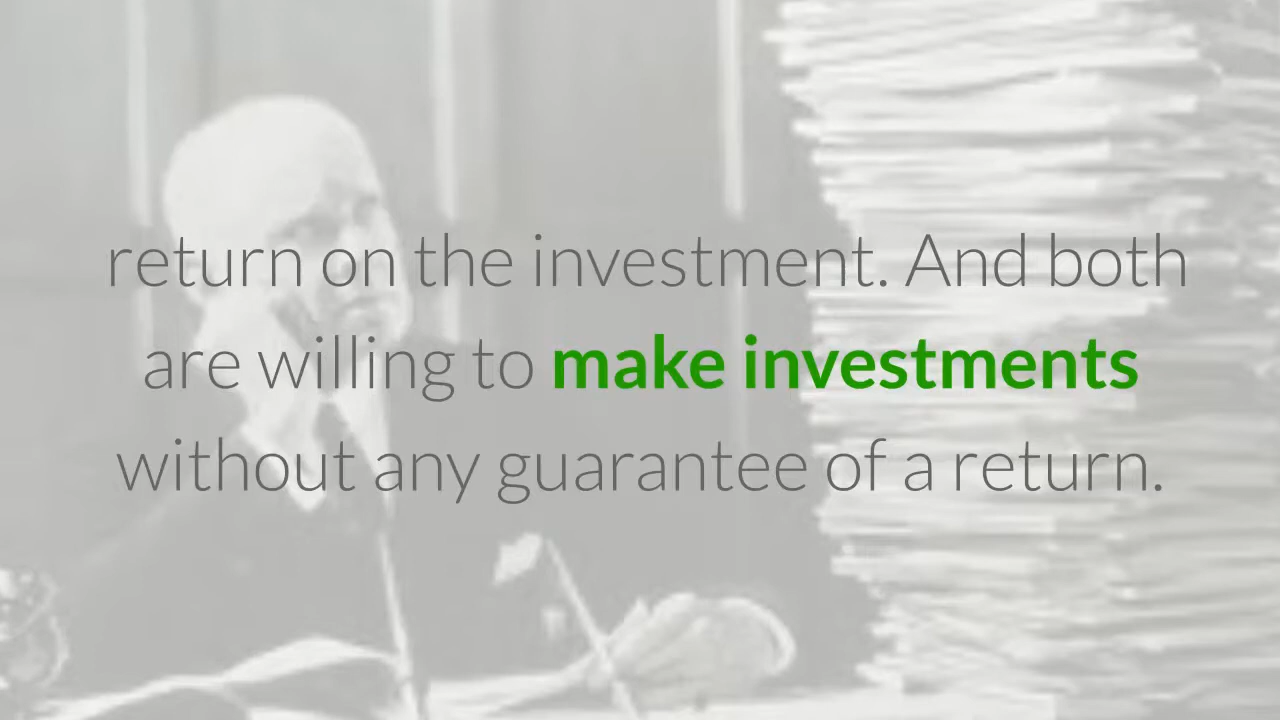 return on the investment. And both
are willing to make investments
without any guarantee of a return.